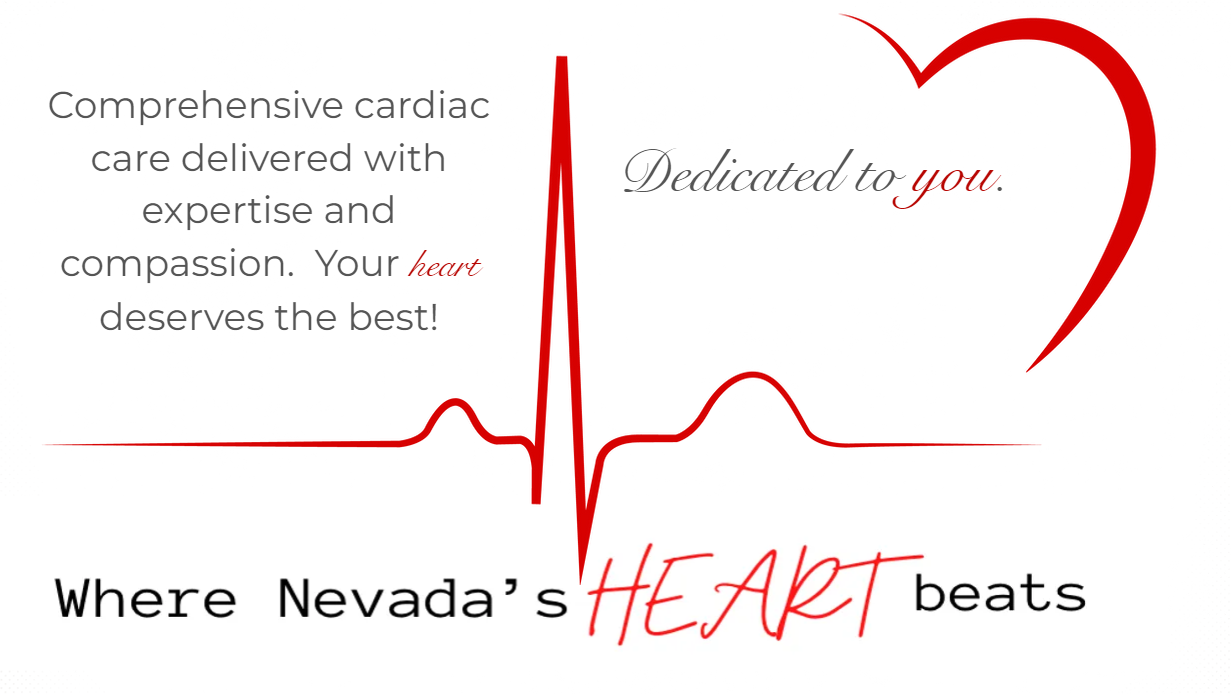 Comprehensive cardiac
care delivered with
expertise and
compassion.  Your heart
deserves the best!
Dedicated to you.
Where Nevada’s HEART beats